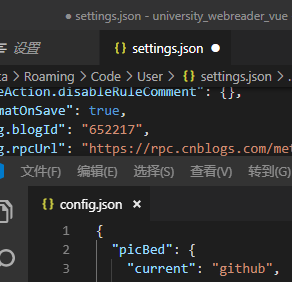 settings.json - university_webreader_vue
设置
settings.json
Roaming > Code > User > settings.json >
eAction.disableRuleComment": {},
matOnSave": true,
g.blogId": "652217",
g.rpcUrl": "https://rpc.cnblogs.com/met
文件(F) 编辑(E) 选择(S) 查看(V) 转到(G)
config.json ×
1 {
2 "picBed": {
3 "current": "github",